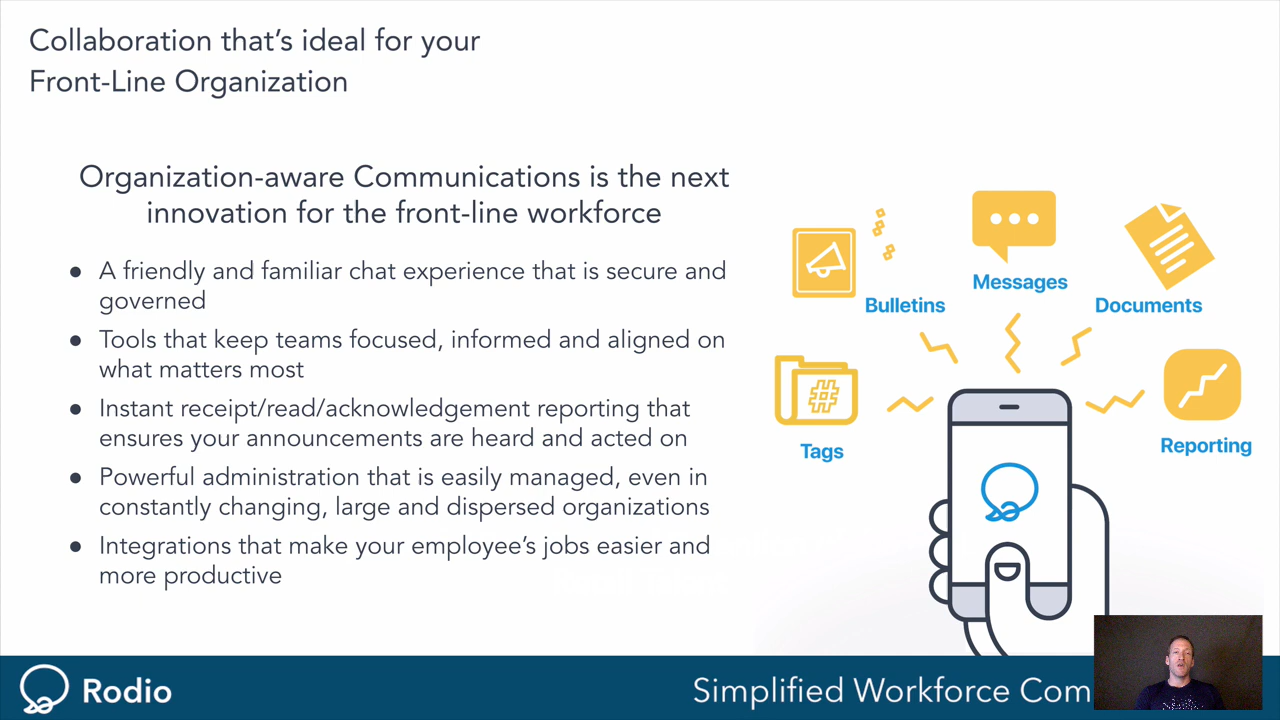 Collaboration that's ideal for your
Front-Line Organization
Organization-aware Communications is the next
innovation for the front-line workforce
● A friendly and familiar chat experience that is secure and
governed
● Tools that keep teams focused, informed and aligned on
what matters most
● Instant receipt/read/acknowledgement reporting that
ensures your announcements are heard and acted on
● Powerful administration that is easily managed, even in
constantly changing, large and dispersed organizations
● Integrations that make your employee's jobs easier and
more productive
Messages
Bulletins
Documents
#
Tags
Reporting
Rodio
Simplified Workforce Com